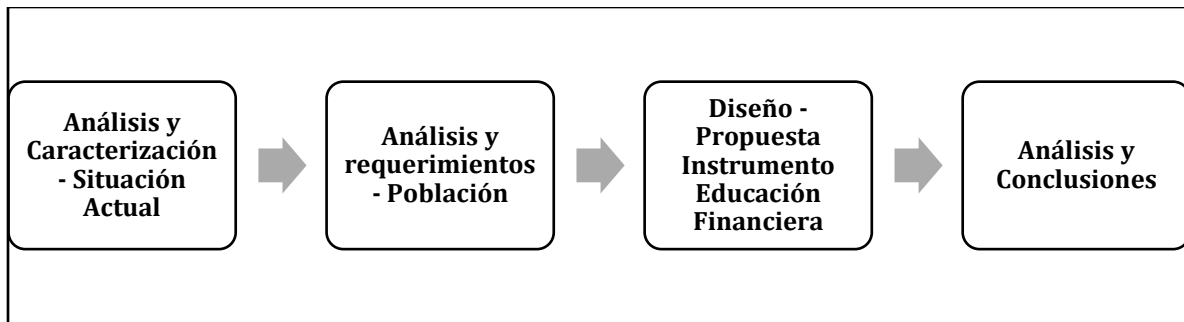 Análisis y
Caracterización
- Situación
Actual
Análisis y
requerimientos
- Población
Diseño -
Propuesta
Instrumento
Educación
Financiera
Análisis y
Conclusiones